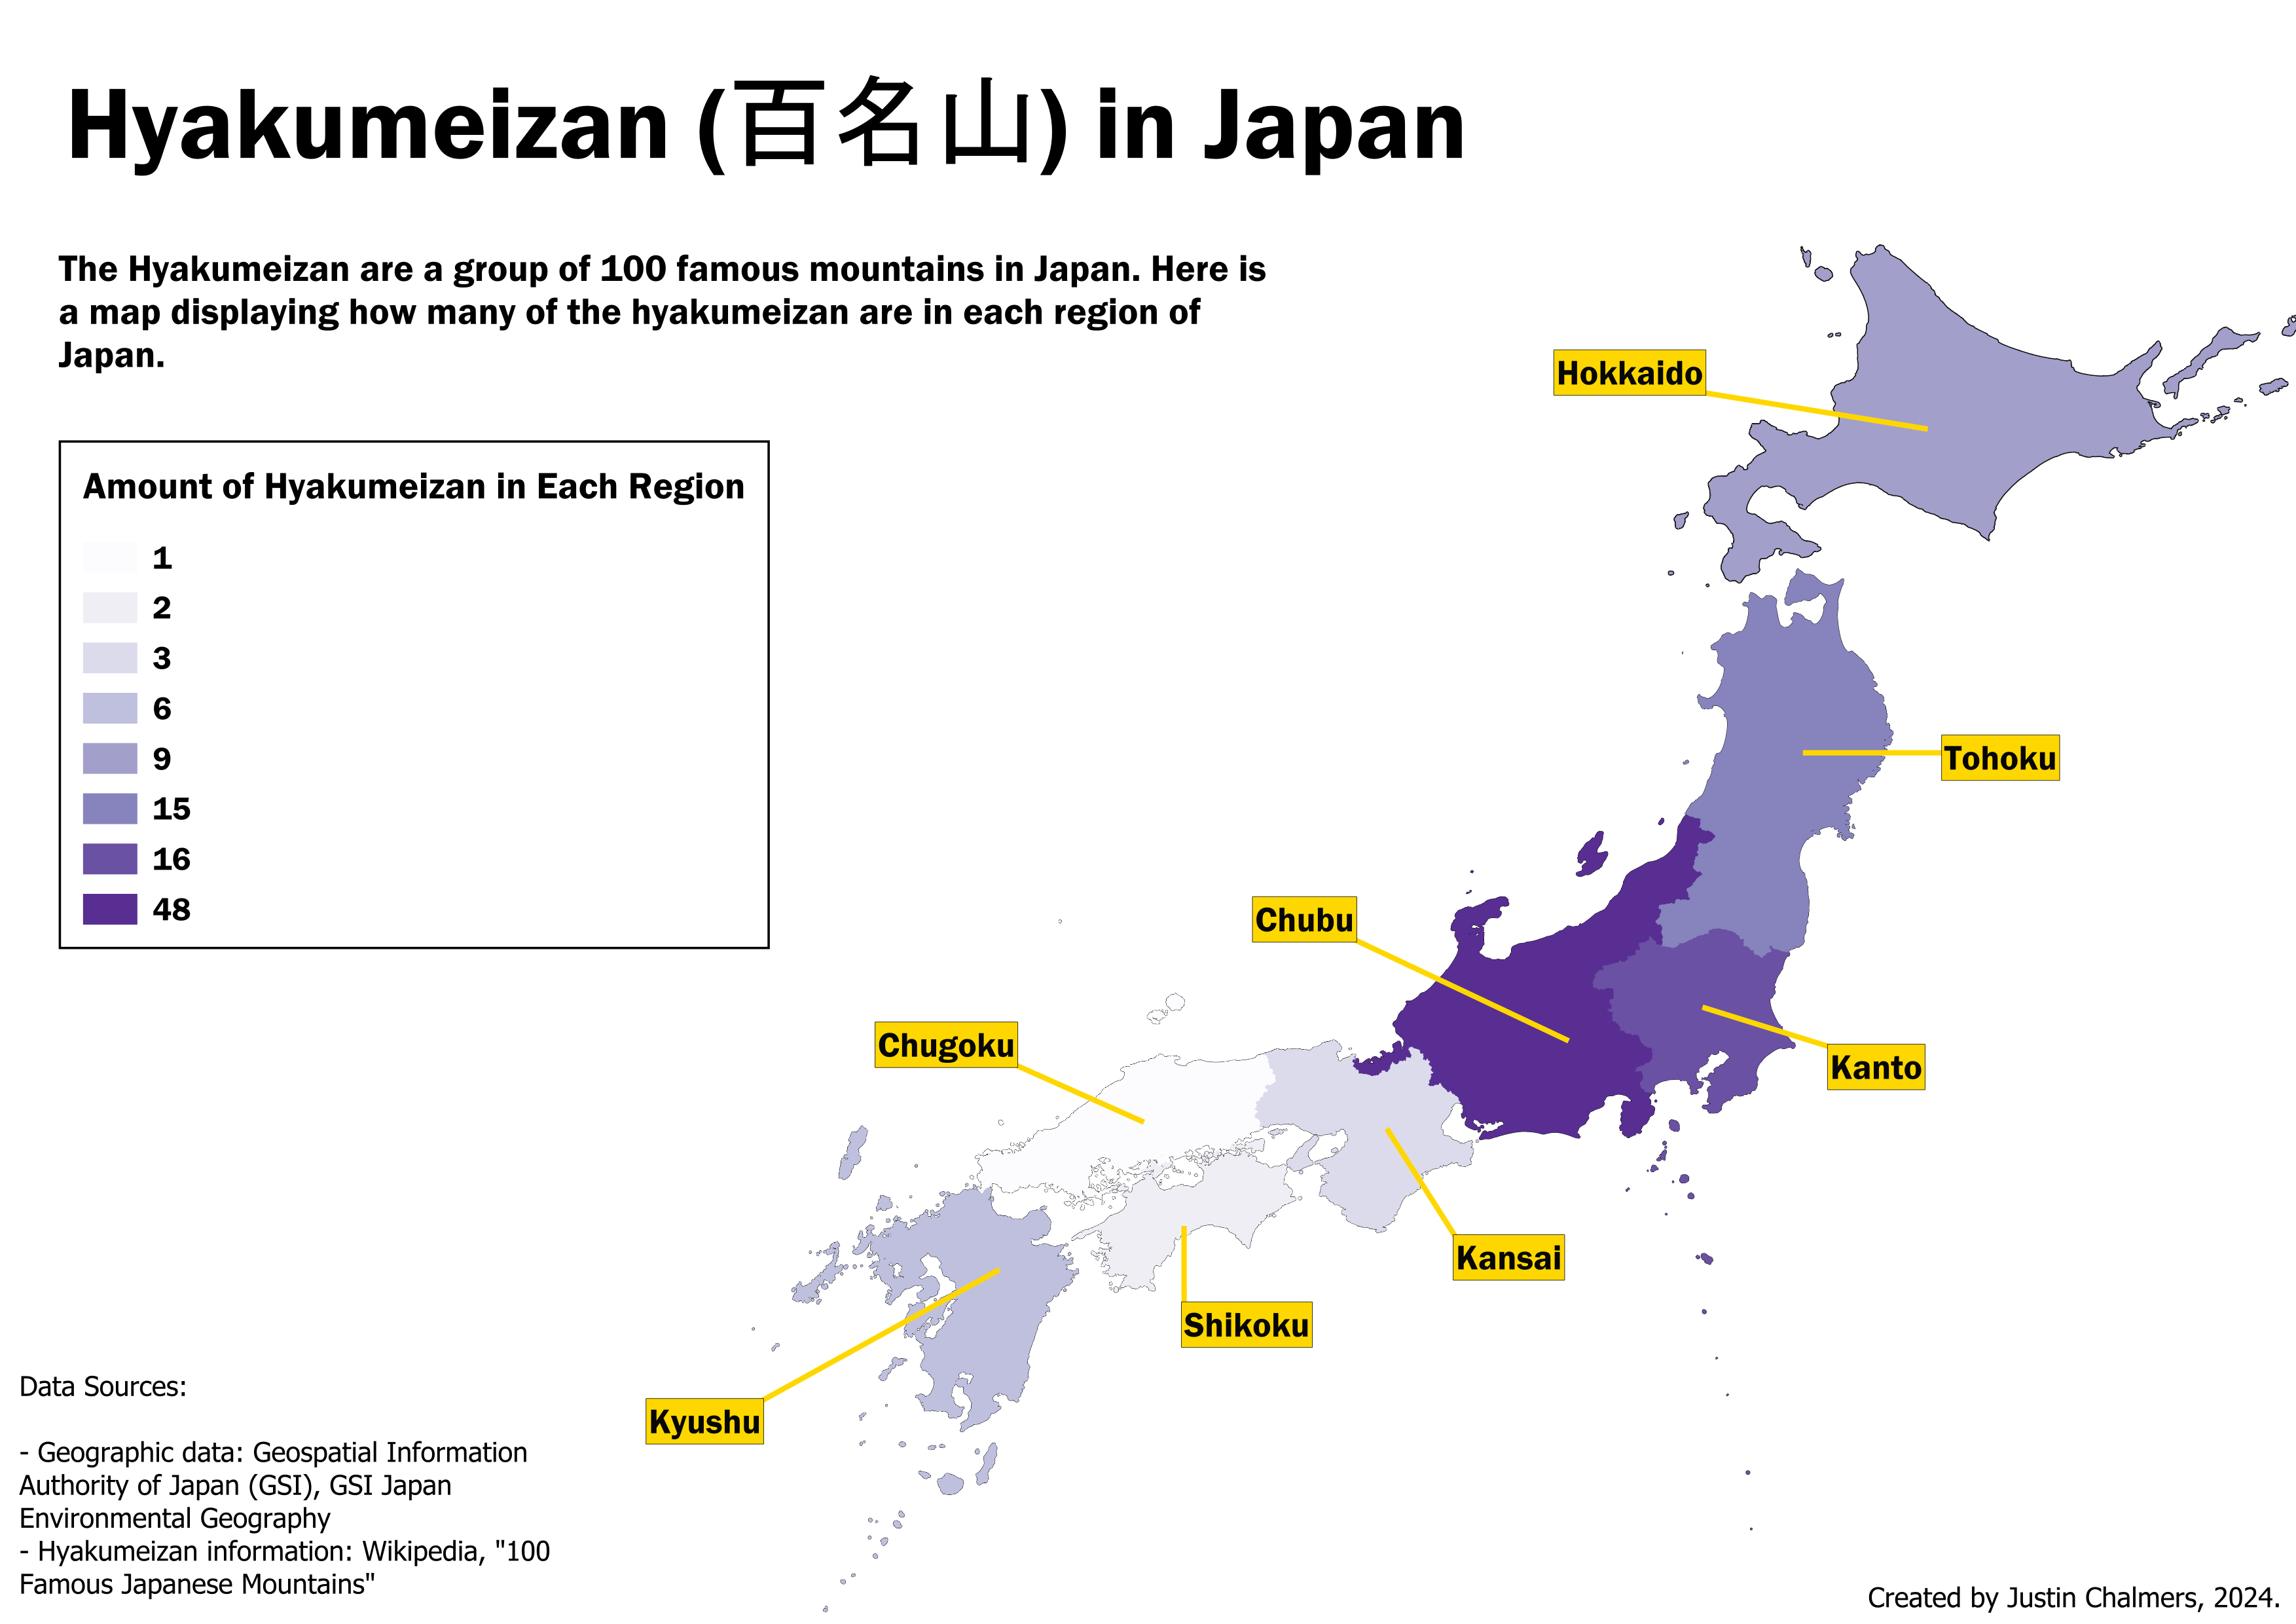 Hyakumeizan (百名山) in Japan
The Hyakumeizan are a group of 100 famous mountains in Japan. Here is
a map displaying how many of the hyakumeizan are in each region of
Japan.
Amount of Hyakumeizan in Each Region
1
2
3
6
9
15
16
48
Hokkaido
Tohoku
Chubu
Chugoku
Kanto
Kansai
Shikoku
Kyushu
Data Sources:
- Geographic data: Geospatial Information
Authority of Japan (GSI), GSI Japan
Environmental Geography
- Hyakumeizan information: Wikipedia, "100
Famous Japanese Mountains"
Created by Justin Chalmers, 2024.